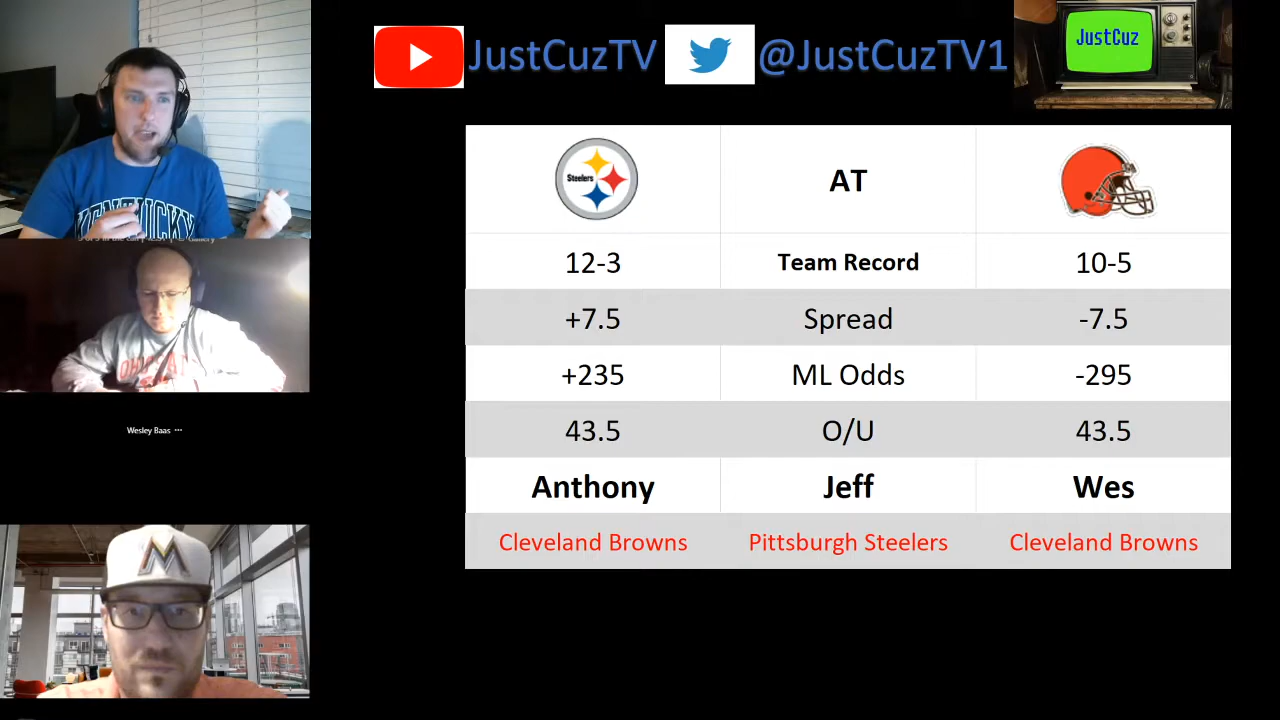 JustCuzTV @JustCuzTV1
JustCuz
Steelers AT
12-3 Team Record 10-5
+7.5 Spread -7.5
+235 ML Odds -295
43.5 O/U 43.5
Anthony Jeff Wes
Cleveland Browns Pittsburgh Steelers Cleveland Browns
KENTUCKY
Wesley Baas ···
M